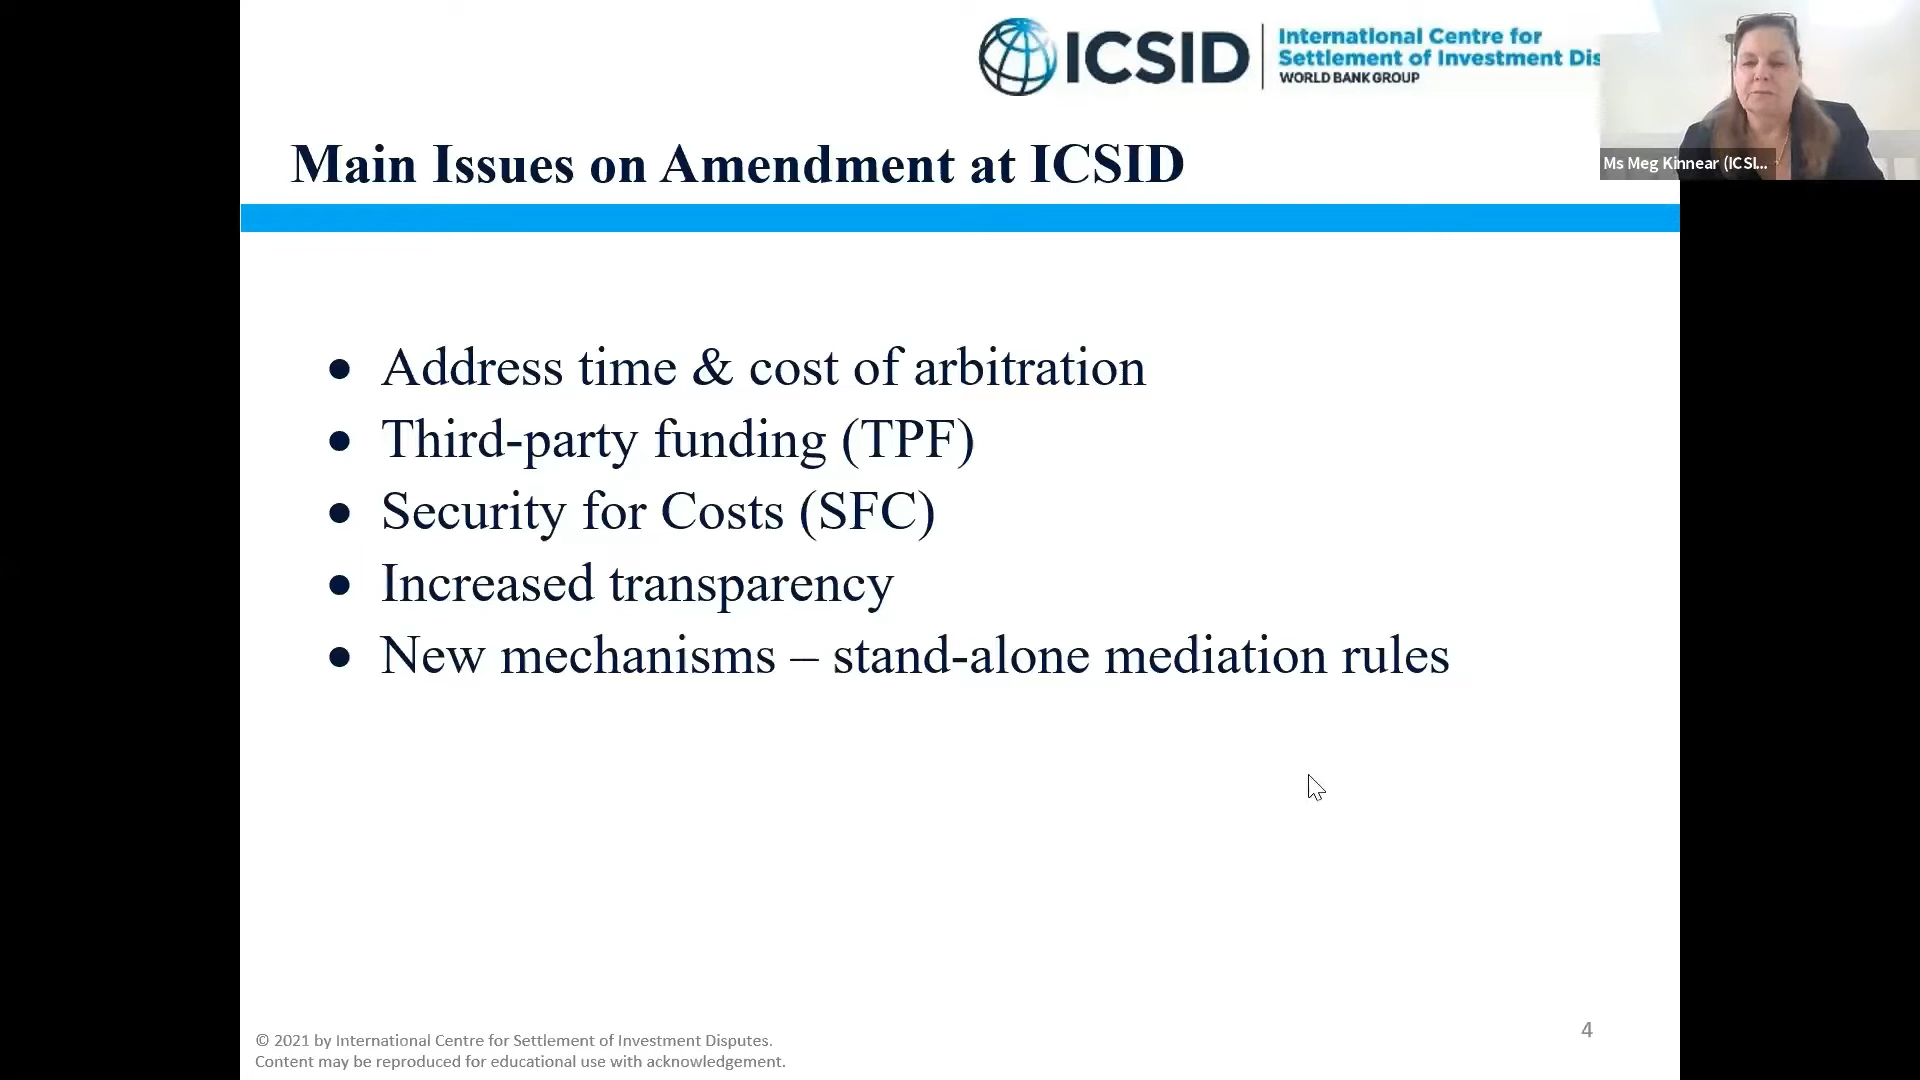 ICSID
International Centre for
Settlement of Investment Dis
WORLD BANK GROUP
Ms Meg Kinnear (ICSI...
Main Issues on Amendment at ICSID
• Address time & cost of arbitration
• Third-party funding (TPF)
• Security for Costs (SFC)
• Increased transparency
• New mechanisms – stand-alone mediation rules
© 2021 by International Centre for Settlement of Investment Disputes.
Content may be reproduced for educational use with acknowledgement.
4